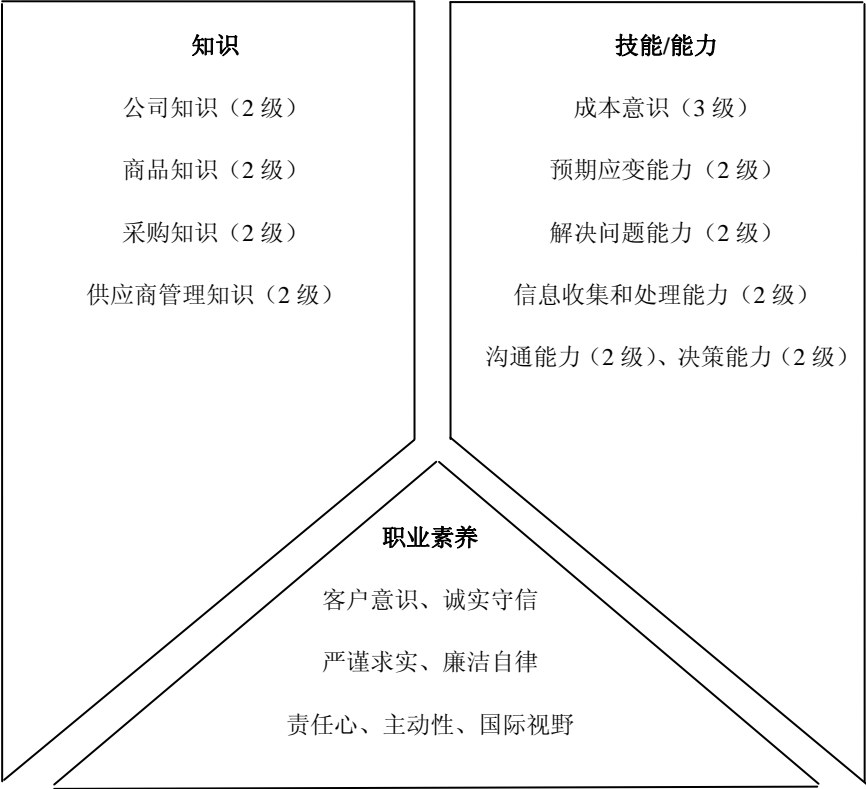 知识
公司知识（2 级）
商品知识（2 级）
采购知识（2 级）
供应商管理知识（2 级）
技能/能力
成本意识（3 级）
预期应变能力（2 级）
解决问题能力（2 级）
信息收集和处理能力（2 级）
沟通能力（2 级）、决策能力（2 级）
职业素养
客户意识、诚实守信
严谨求实、廉洁自律
责任心、主动性、国际视野